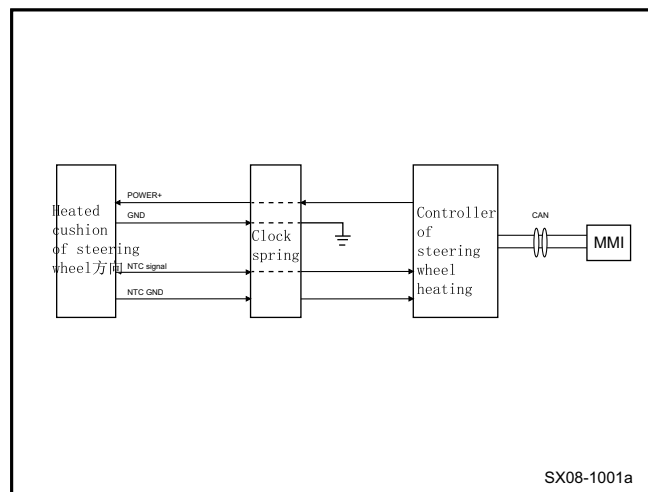 POWER+
Heated
cushion
of steering
wheel方向
GND
NTC signal
NTC GND
Clock
spring
Controller
of
steering
wheel
heating
CAN
MMI
SX08-1001a